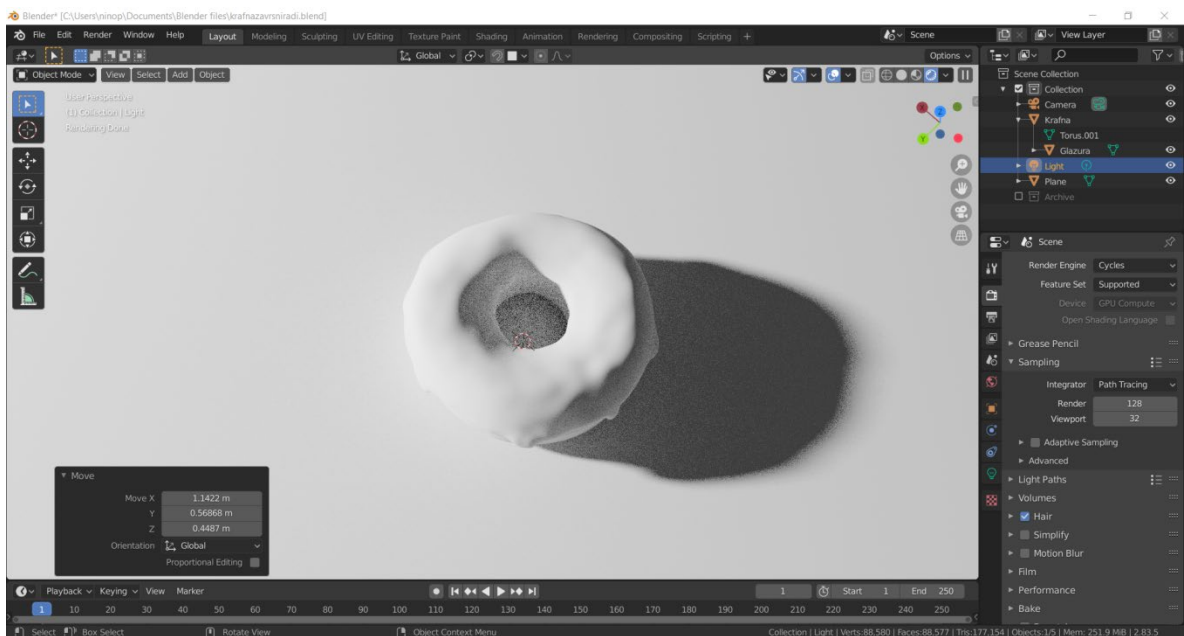 Blender* [C:\Users\ninop\Documents\Blender files\krafnazavrsniradi.blend]
File Edit Render Window Help Layout Modeling Sculpting UV Editing Texture Paint Shading Animation Rendering Compositing Scripting + Scene View Layer
Global Options
Object Mode View Select Add Object
User Perspective
(1) Collection | Light
Rendering Done
X
Z
Y
Scene Collection
Collection
Camera
Krafna
Torus.001
Glazura
Light
Plane
Archive
Scene
Render Engine Cycles
Feature Set Supported
Device GPU Compute
Open Shading Language
Grease Pencil
Sampling
Integrator Path Tracing
Render 128
Viewport 32
Adaptive Sampling
Advanced
Light Paths
Volumes
Hair
Simplify
Motion Blur
Film
Performance
Bake
Move
Move X 1.1422 m
Y 0.56868 m
Z 0.4487 m
Orientation Global
Proportional Editing
Playback Keying View Marker 1 Start 1 End 250
1 10 20 30 40 50 60 70 80 90 100 110 120 130 140 150 160 170 180 190 200 210 220 230 240 250
Select Box Select Rotate View Object Context Menu Collection | Light | Verts:88.580 | Faces:88.577 | Tris:177.154 | Objects:1/5 | Mem: 251.9 MiB | 2.83.5